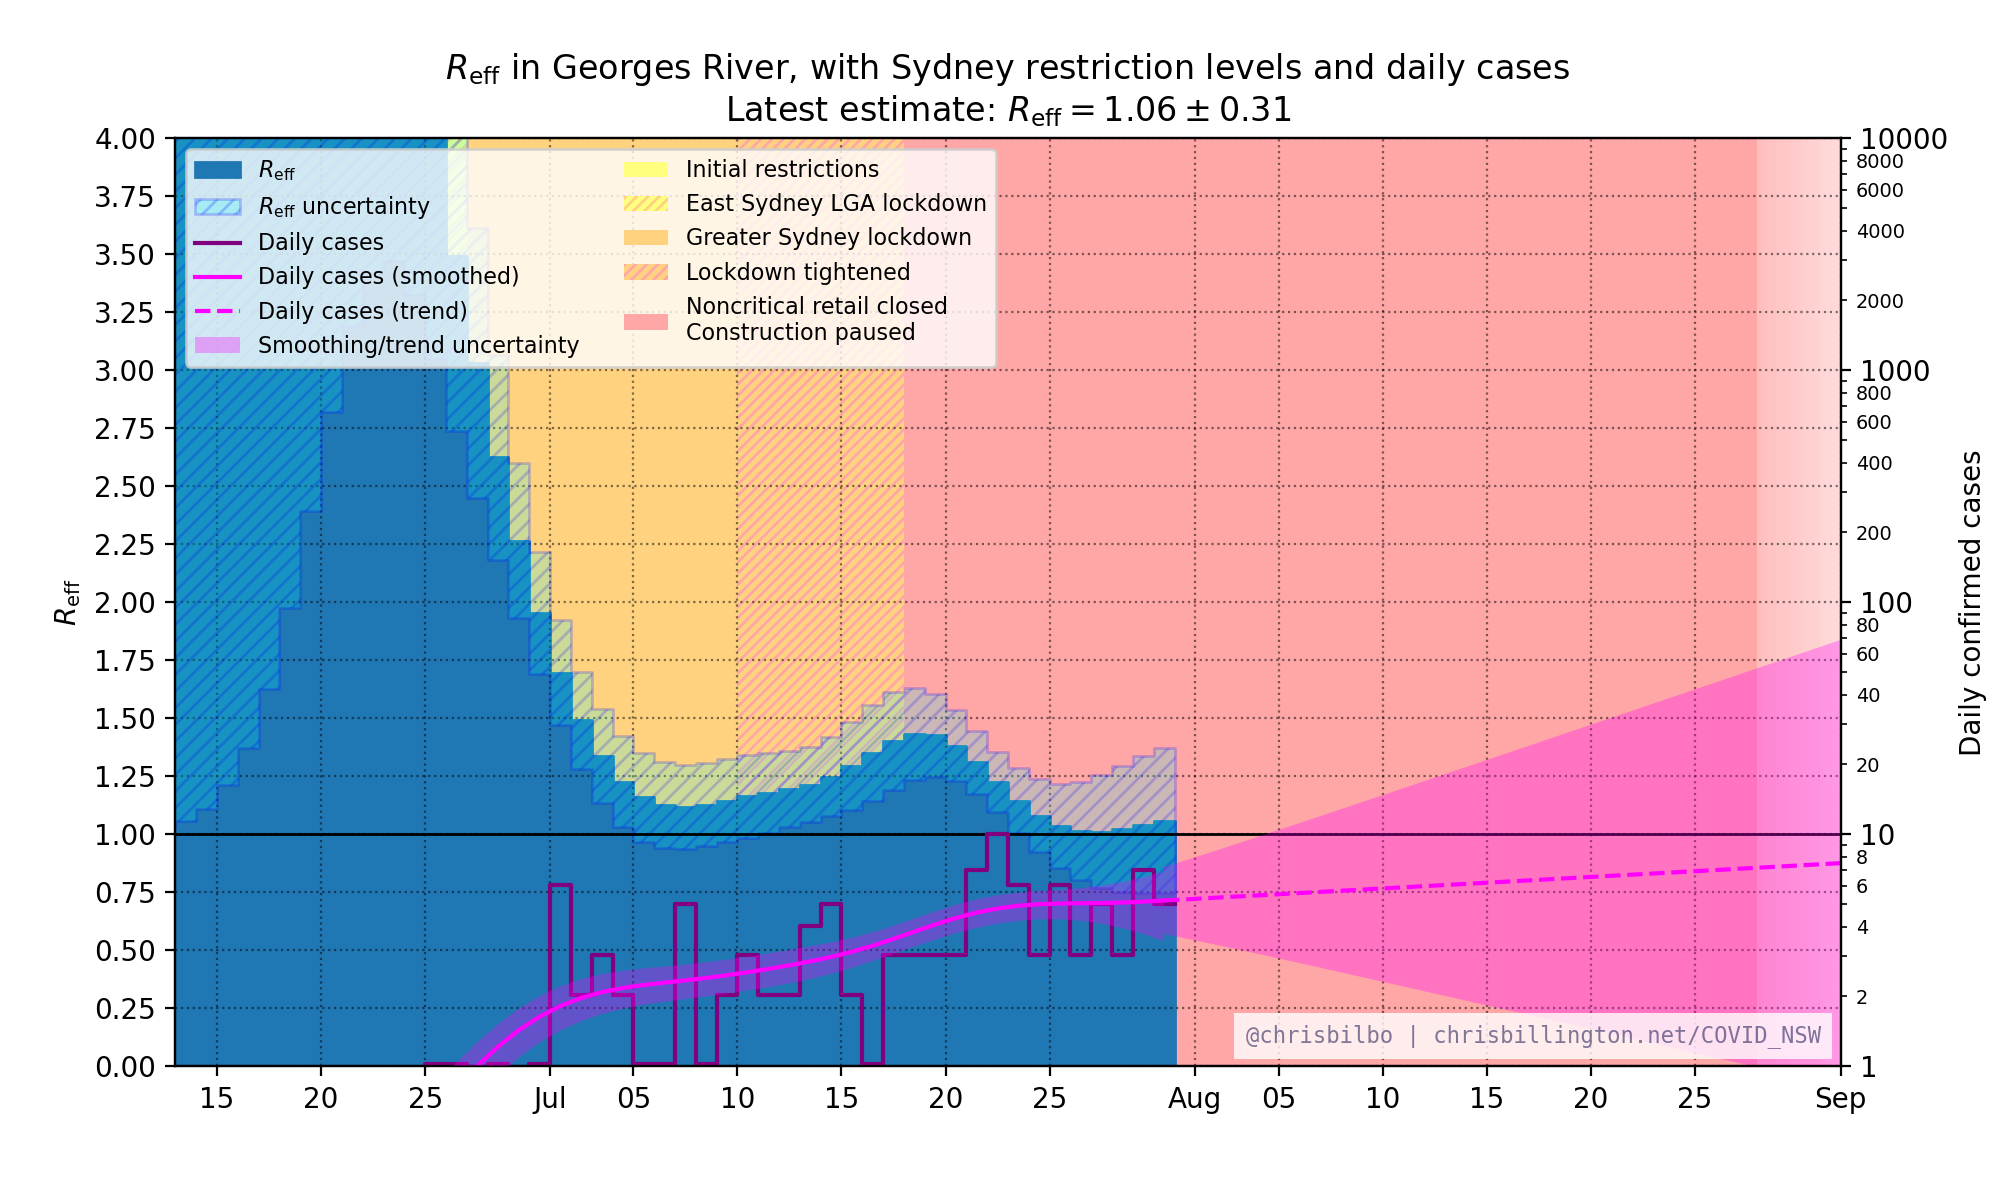 R_eff in Georges River, with Sydney restriction levels and daily cases
Latest estimate: R_eff = 1.06 ± 0.31
R_eff
R_eff uncertainty
Daily cases
Daily cases (smoothed)
Daily cases (trend)
Smoothing/trend uncertainty
Initial restrictions
East Sydney LGA lockdown
Greater Sydney lockdown
Lockdown tightened
Noncritical retail closed
Construction paused
R_eff
4.00
3.75
3.50
3.25
3.00
2.75
2.50
2.25
2.00
1.75
1.50
1.25
1.00
0.75
0.50
0.25
0.00
15
20
25
Jul
05
10
15
20
25
Aug
05
10
15
20
25
Sep
10000
8000
6000
4000
2000
1000
800
600
400
200
100
80
60
40
20
10
8
6
4
2
1
Daily confirmed cases
@chrisbilbo | chrisbillington.net/COVID_NSW